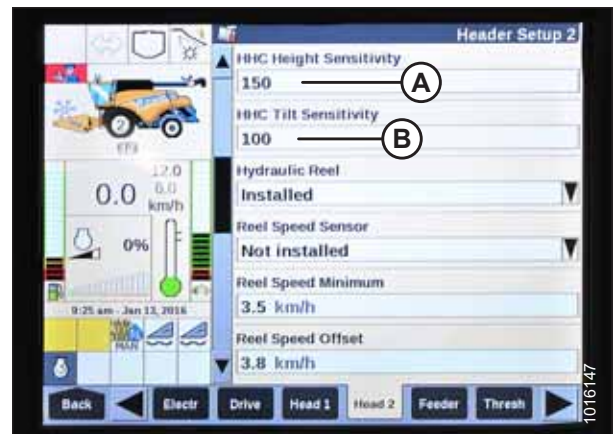 Header Setup 2
HHC Height Sensitivity
150
A
HHC Tilt Sensitivity
100
B
Hydraulic Reel
Installed
Reel Speed Sensor
Not installed
Reel Speed Minimum
3.5 km/h
Reel Speed Offset
3.8 km/h
2
12.0
0.0
6.0
km/h
0%
9:25 am - Jan 13, 2016
MAN
Back
Electr
Drive
Head 1
Head 2
Feeder
Thresh
1016147